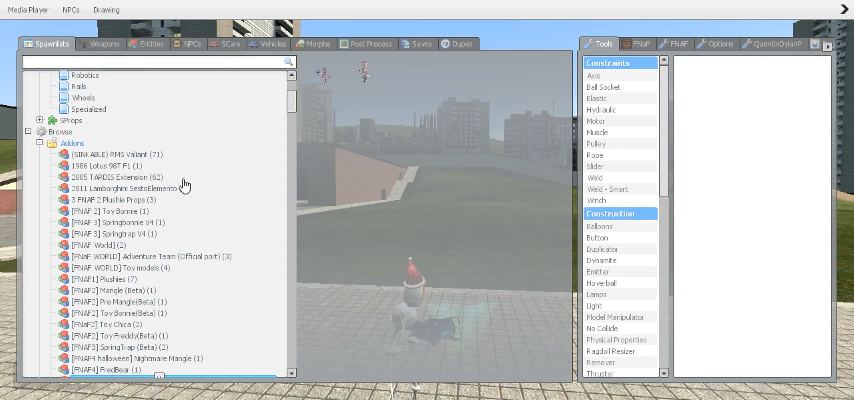 Media Player NPCs Drawing
Spawnlists Weapons Entities NPCs SCars Vehicles Morphs Post Process Saves Dupes
Tools FNaF FNAF Options QuentinDylanP
Robotics
Rails
Wheels
Specialized
SProps
Browse
Addons
(SINKABLE) RMS Valiant (71)
1986 Lotus 98T F1 (1)
2005 TARDIS Extension (62)
2011 Lamborghini SestoElemento
3 FNAF 2 Plushie Props (3)
[FNAF 2] Toy Bonnie (1)
[FNAF 3] Springbonnie V4 (1)
[FNAF 3] Springtrap V4 (1)
[FNAF World] (2)
[FNaF WORLD] Adventure Team (Official port) (3)
[FNAF WORLD] Toy models (4)
[FNAF1] Plushies (7)
[FNAF2] Mangle (Beta) (1)
[FNAF2] Pre Mangle(Beta) (1)
[FNAF2] Toy Bonnie(Beta) (1)
[FNaF2] Toy Chica (2)
[FNAF2] Toy Freddy(Beta) (1)
[FNAF3] SpringTrap (Beta) (2)
[FNAF4 halloween] Nightmare Mangle (1)
[FNAF4] FredBear (1)
Constraints
Axis
Ball Socket
Elastic
Hydraulic
Motor
Muscle
Pulley
Rope
Slider
Weld
Weld - Smart
Winch
Construction
Balloons
Button
Duplicator
Dynamite
Emitter
Hoverball
Lamps
Light
Model Manipulator
No Collide
Physical Properties
Ragdoll Resizer
Remover
Thruster